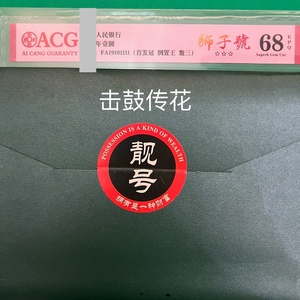 ACG
AI CANG GUARANTY
人民银行
年壹圆
FA19101111 (首发冠 倒置王 数三)
狮子號
☆☆☆
68
EPQ
Superb Gem Unc
击鼓传花
POSSESSION IS A KIND OF WEALTH
靓号
拥有是一种财富